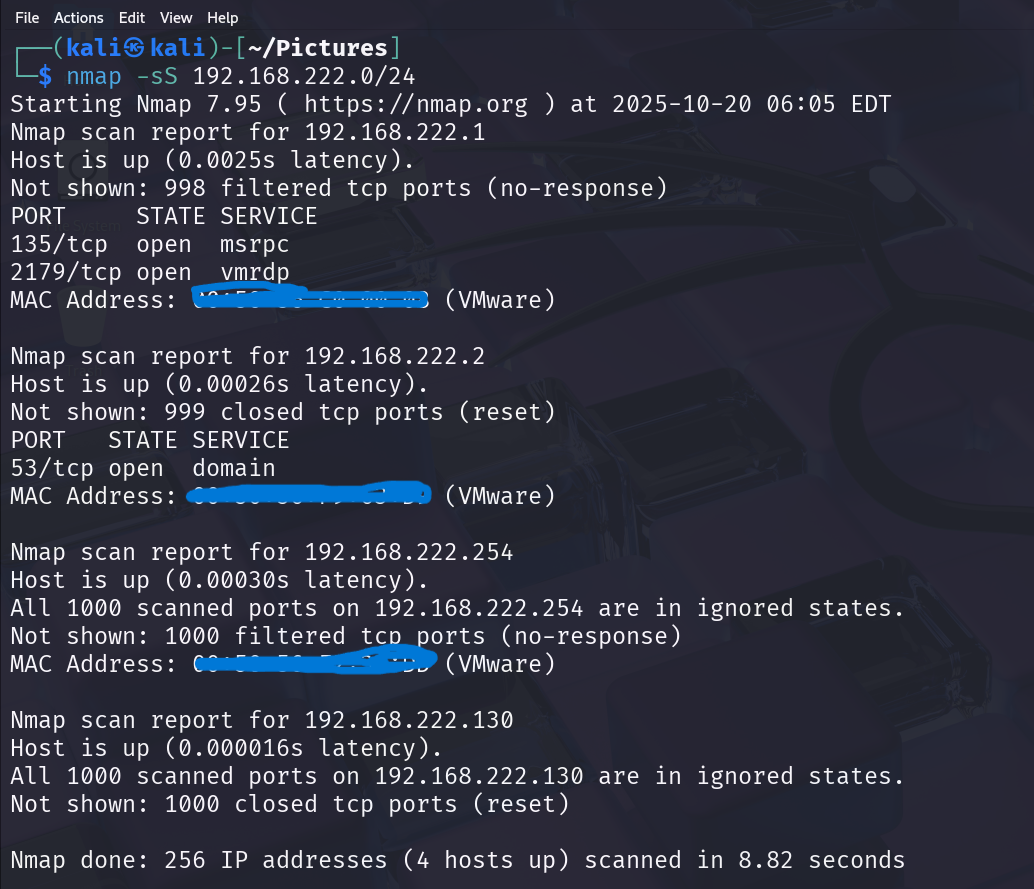 File Actions Edit View Help
┌──(kali㉿kali)-[~/Pictures]
└─$ nmap -sS 192.168.222.0/24
Starting Nmap 7.95 ( https://nmap.org ) at 2025-10-20 06:05 EDT
Nmap scan report for 192.168.222.1
Host is up (0.0025s latency).
Not shown: 998 filtered tcp ports (no-response)
PORT     STATE SERVICE
135/tcp  open  msrpc
2179/tcp open  vmrdp
MAC Address: (VMware)
Nmap scan report for 192.168.222.2
Host is up (0.00026s latency).
Not shown: 999 closed tcp ports (reset)
PORT   STATE SERVICE
53/tcp open  domain
MAC Address: (VMware)
Nmap scan report for 192.168.222.254
Host is up (0.00030s latency).
All 1000 scanned ports on 192.168.222.254 are in ignored states.
Not shown: 1000 filtered tcp ports (no-response)
MAC Address: (VMware)
Nmap scan report for 192.168.222.130
Host is up (0.000016s latency).
All 1000 scanned ports on 192.168.222.130 are in ignored states.
Not shown: 1000 closed tcp ports (reset)
Nmap done: 256 IP addresses (4 hosts up) scanned in 8.82 seconds